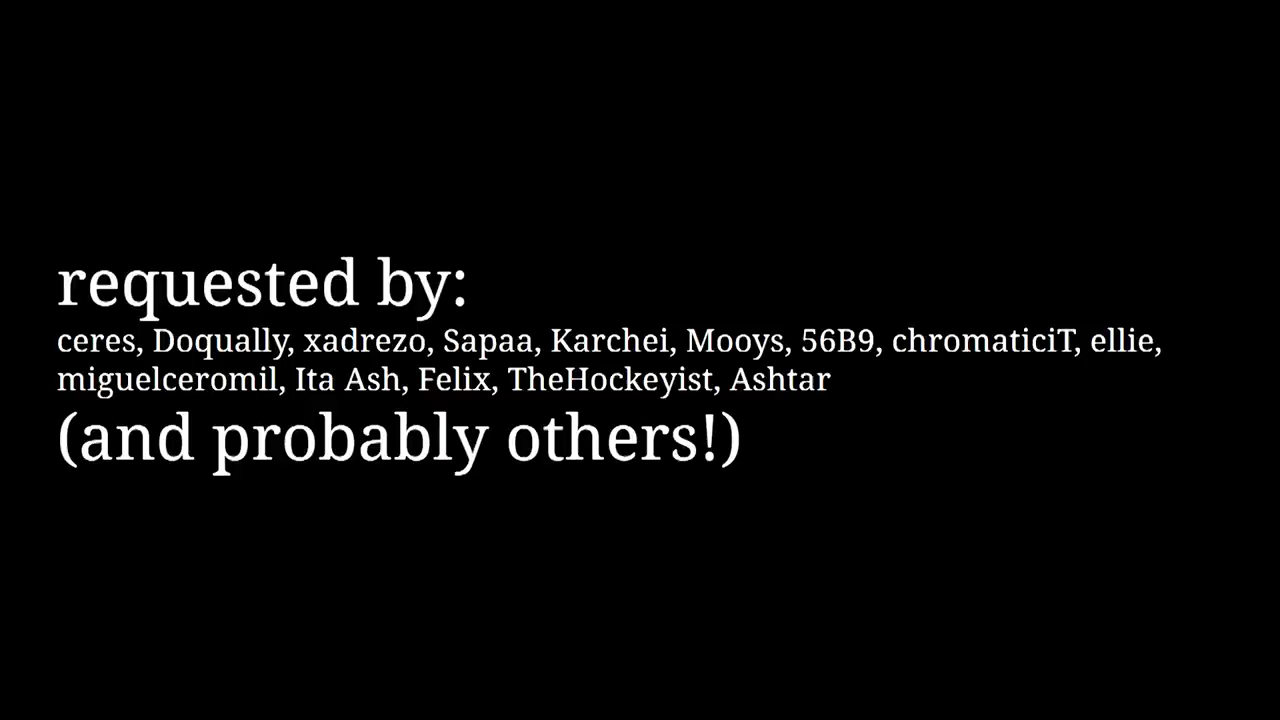 requested by:
ceres, Doqually, xadrezo, Sapaa, Karchei, Mooys, 56B9, chromaticiT, ellie,
miguelceromil, Ita Ash, Felix, TheHockeyist, Ashtar
(and probably others!)